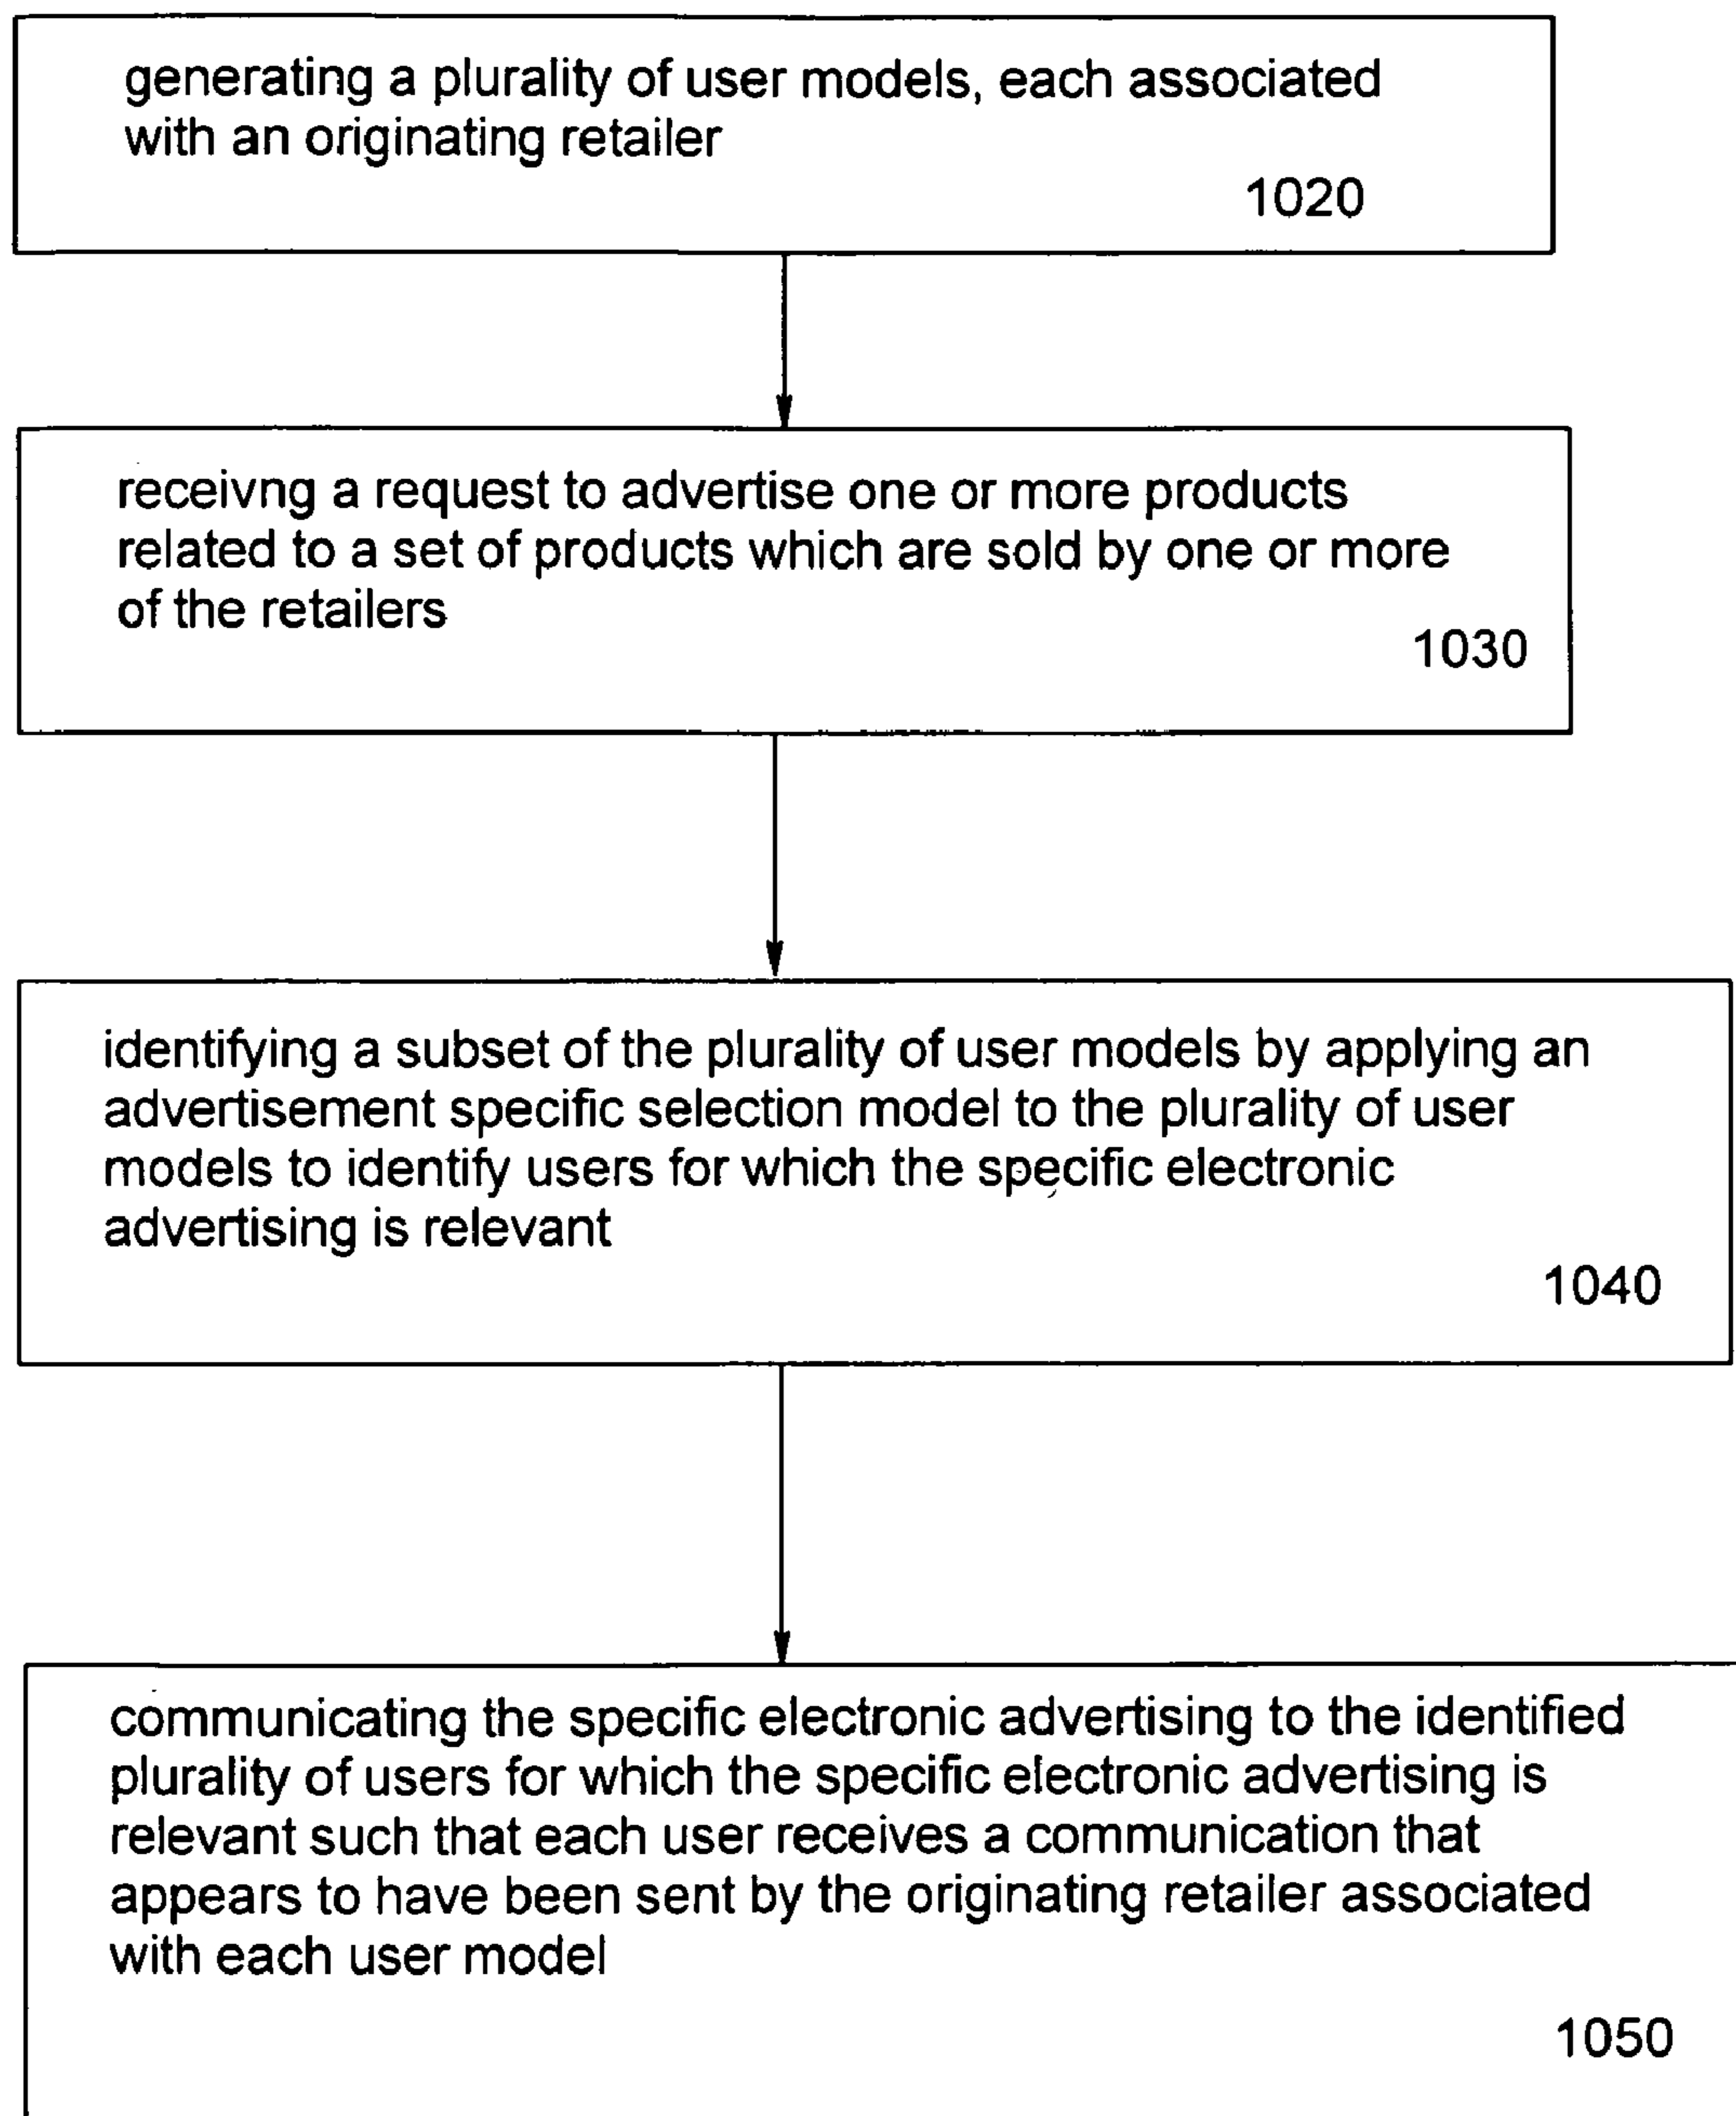 generating a plurality of user models, each associated
with an originating retailer
1020
receivng a request to advertise one or more products
related to a set of products which are sold by one or more
of the retailers
1030
identifying a subset of the plurality of user models by applying an
advertisement specific selection model to the plurality of user
models to identify users for which the specific electronic
advertising is relevant
1040
communicating the specific electronic advertising to the identified
plurality of users for which the specific electronic advertising is
relevant such that each user receives a communication that
appears to have been sent by the originating retailer associated
with each user model
1050